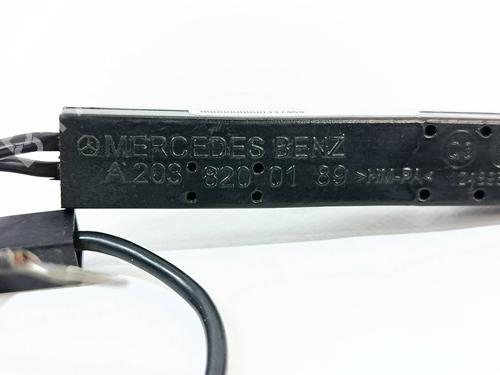 MERCEDES BENZ
A 203 820 01 89 >HM-PA<